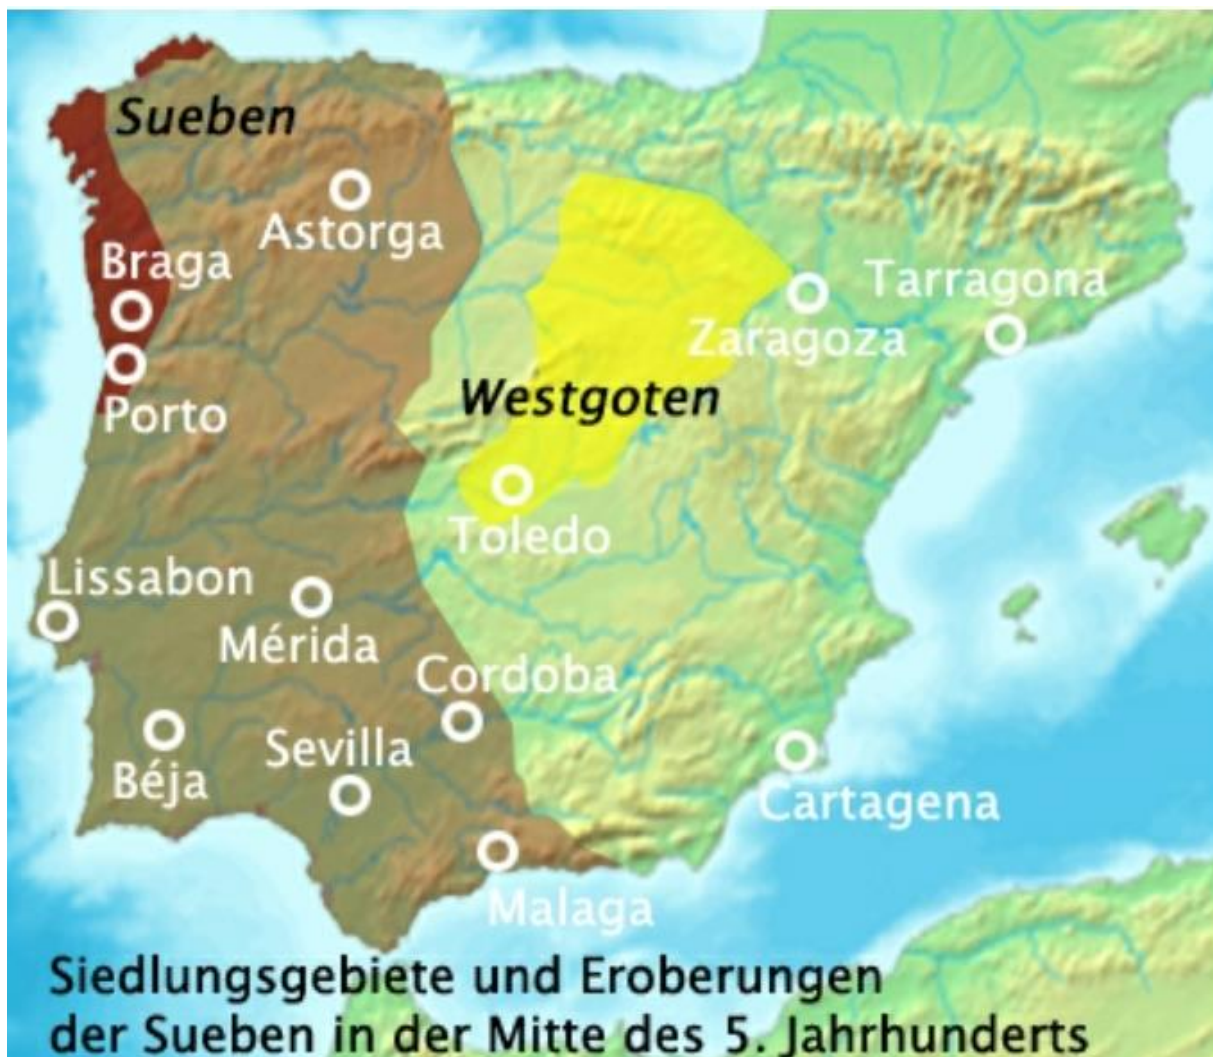 Sueben
Astorga
Braga
Porto
Tarragona
Zaragoza
Westgoten
Toledo
Lissabon
Mérida
Cordoba
Sevilla
Béja
Cartagena
Malaga
Siedlungsgebiete und Eroberungen
der Sueben in der Mitte des 5. Jahrhunderts